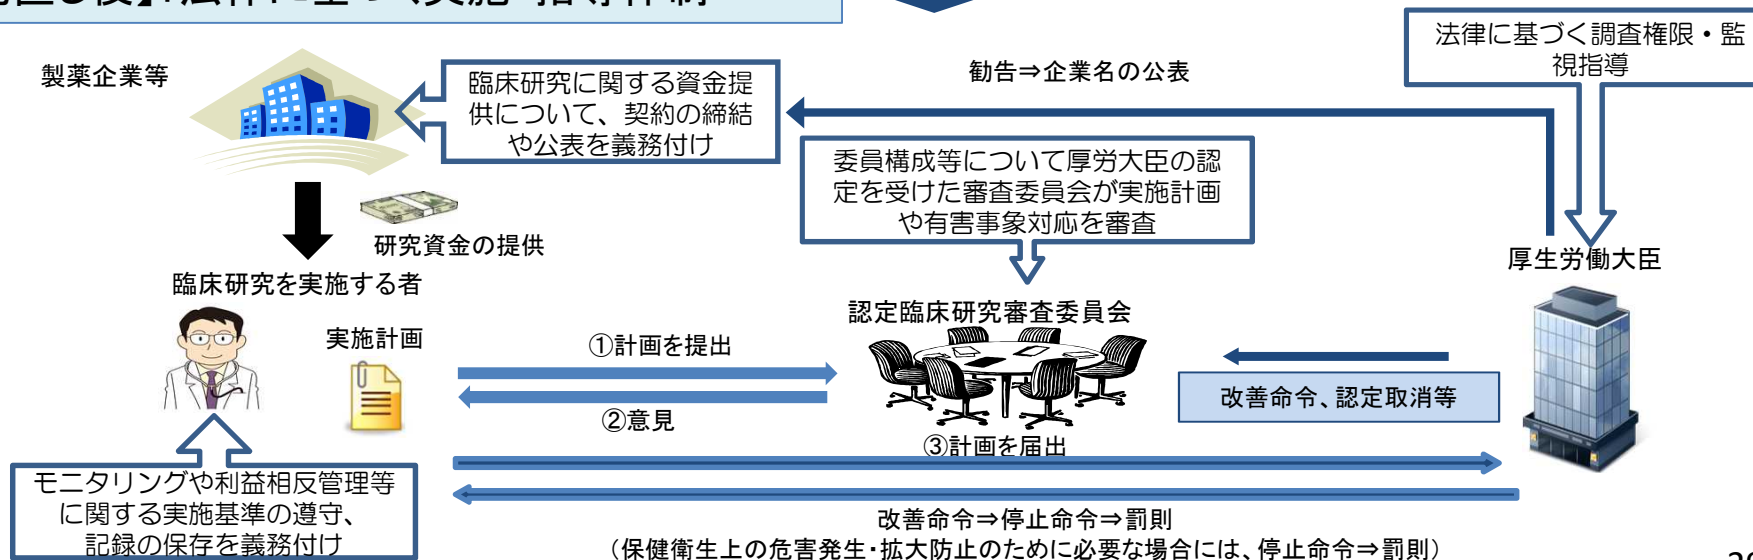 法律に基づく調査権限・監
視指導
製薬企業等
臨床研究に関する資金提
供について、契約の締結
や公表を義務付け
勧告⇒企業名の公表
委員構成等について厚労大臣の認
定を受けた審査委員会が実施計画
や有害事象対応を審査
研究資金の提供
厚生労働大臣
臨床研究を実施する者
認定臨床研究審査委員会
実施計画
①計画を提出
②意見
改善命令、認定取消等
③計画を届出
モニタリングや利益相反管理等
に関する実施基準の遵守、
記録の保存を義務付け
改善命令⇒停止命令⇒罰則
（保健衛生上の危害発生・拡大防止のために必要な場合には、停止命令⇒罰則）